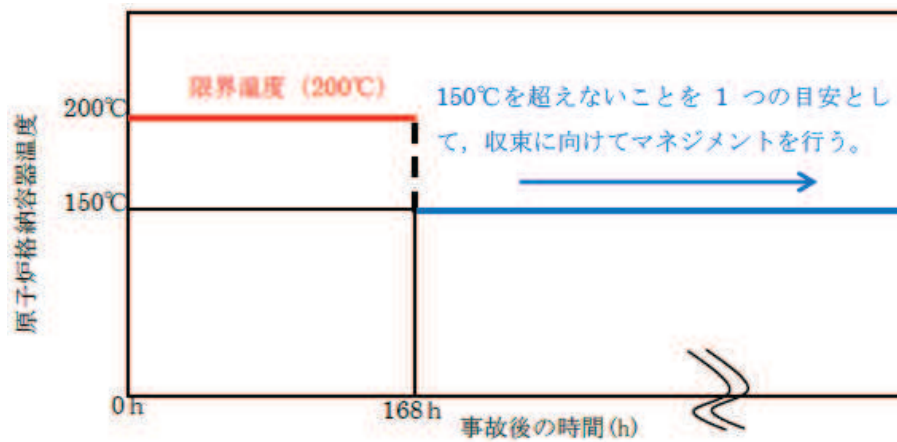 限界温度（200℃）
150℃を超えないことを 1 つの目安とし
て，収束に向けてマネジメントを行う。
200℃
150℃
原子炉格納容器温度
0h
168h
事故後の時間(h)